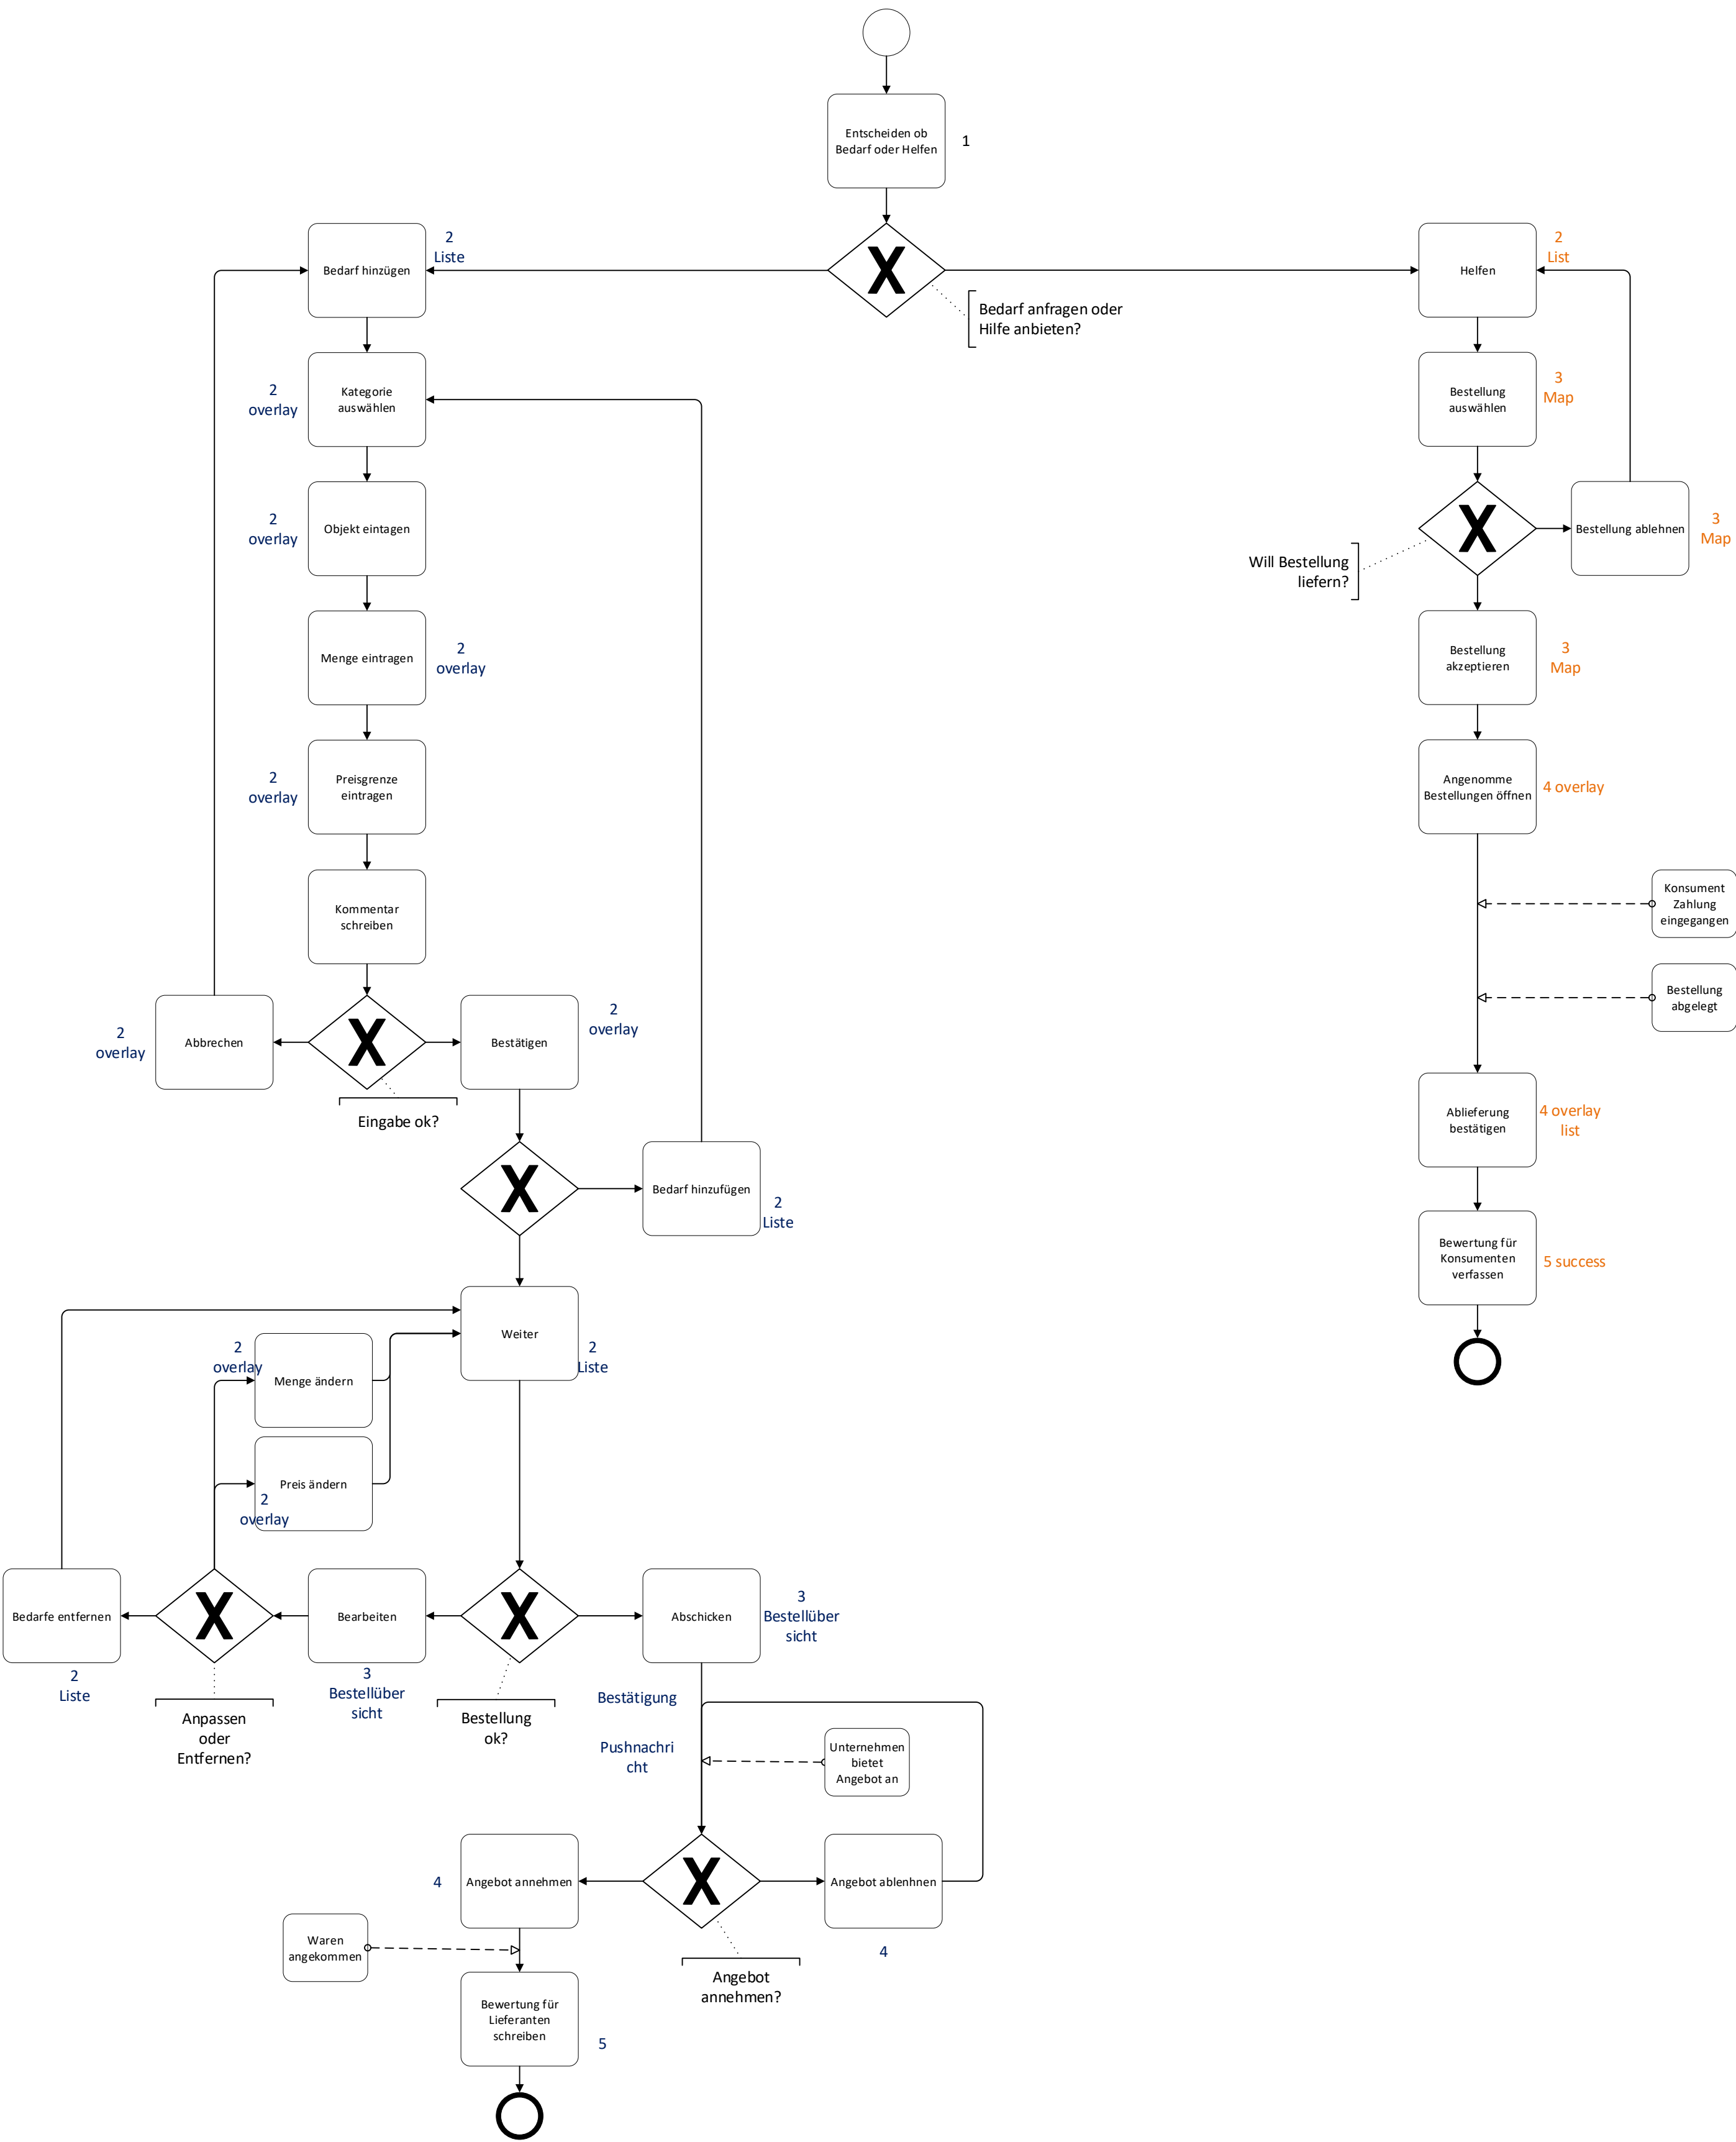 Entscheiden ob
Bedarf oder Helfen
1
X
Bedarf anfragen oder
Hilfe anbieten?
Bedarf hinzügen
2
Liste
Kategorie
auswählen
2
overlay
Objekt eintagen
2
overlay
Menge eintragen
2
overlay
Preisgrenze
eintragen
2
overlay
Kommentar
schreiben
X
Eingabe ok?
Abbrechen
2
overlay
Bestätigen
2
overlay
X
Bedarf hinzufügen
2
Liste
Weiter
2
Liste
2
overlay
Menge ändern
Preis ändern
2
overlay
Bedarfe entfernen
2
Liste
X
Anpassen
oder
Entfernen?
Bearbeiten
3
Bestellüber
sicht
X
Bestellung
ok?
Abschicken
3
Bestellüber
sicht
Bestätigung
Pushnachri
cht
Unternehmen
bietet
Angebot an
4
Angebot annehmen
X
Angebot
annehmen?
Angebot ablenhnen
4
Waren
angekommen
Bewertung für
Lieferanten
schreiben
5
Helfen
2
List
Bestellung
auswählen
3
Map
X
Will Bestellung
liefern?
Bestellung ablehnen
3
Map
Bestellung
akzeptieren
3
Map
Angenomme
Bestellungen öffnen
4 overlay
Konsument
Zahlung
eingegangen
Bestellung
abgelegt
Ablieferung
bestätigen
4 overlay
list
Bewertung für
Konsumenten
verfassen
5 success